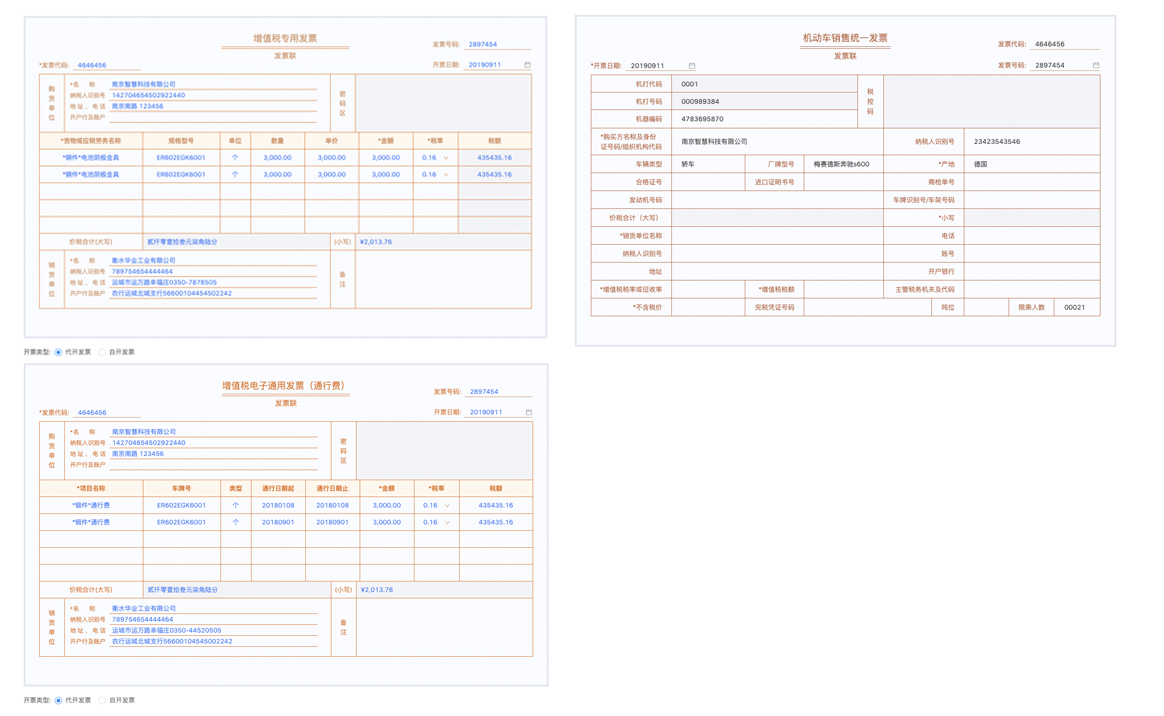 增值税专用发票
发票联
发票号码: 2897454
*发票代码: 4646456
开票日期: 20190911
购货单位
*名 称 南京智慧科技有限公司
纳税人识别号 142704654502922440
地址、电话 南京南路 123456
开户行及账户
密码区
*货物或应税劳务名称 规格型号 单位 数量 单价 *金额 *税率 税额
*钢件*电池阴极盒具 ER602EGK6001 个 3,000.00 3,000.00 3,000.00 0.16 435435.16
*钢件*电池阴极盒具 ER602EGK6001 个 3,000.00 3,000.00 3,000.00 0.16 435435.16
价税合计(大写) 贰仟零壹拾叁元柒角陆分 (小写) ¥2,013.76
销货单位
*名 称 衡水华业工业有限公司
纳税人识别号 789754654444464
地址、电话 运城市运万路幸福庄0350-7878505
开户行及账户 农行运城北城支行56600104454502242
备注
开票类型: 代开发票 自开发票
机动车销售统一发票
发票联
发票代码: 4646456
*开票日期: 20190911
发票号码: 2897454
机打代码 0001
机打号码 000989384
机器编码 4783695870
税控码
*购买方名称及身份证号码/组织机构代码 南京智慧科技有限公司 纳税人识别号 23423543546
车辆类型 轿车 厂牌型号 梅赛德斯奔驰s600 *产地 德国
合格证号 进口证明书号 商检单号
发动机号码 车牌识别号/车架号码
价税合计（大写） *小写
*销货单位名称 电话
纳税人识别号 账号
地址 开户银行
*增值税税率或征收率 *增值税税额 主管税务机关及代码
*不含税价 完税凭证号码 吨位 限乘人数 00021
增值税电子通用发票（通行费）
发票联
发票号码: 2897454
*发票代码: 4646456
开票日期: 20190911
购货单位
*名 称 南京智慧科技有限公司
纳税人识别号 142704654502922440
地址、电话 南京南路 123456
开户行及账户
密码区
*项目名称 车牌号 类型 通行日期起 通行日期止 *金额 *税率 税额
*锻件*通行费 ER602EGK6001 个 20180108 20180108 3,000.00 0.16 435435.16
*锻件*通行费 ER602EGK6001 个 20180901 20180901 3,000.00 0.16 435435.16
价税合计(大写) 贰仟零壹拾叁元柒角陆分 (小写) ¥2,013.76
销货单位
*名 称 衡水华业工业有限公司
纳税人识别号 789754654444464
地址、电话 运城市运万路幸福庄0350-44520505
开户行及账户 农行运城北城支行56600104545002242
备注
开票类型: 代开发票 自开发票